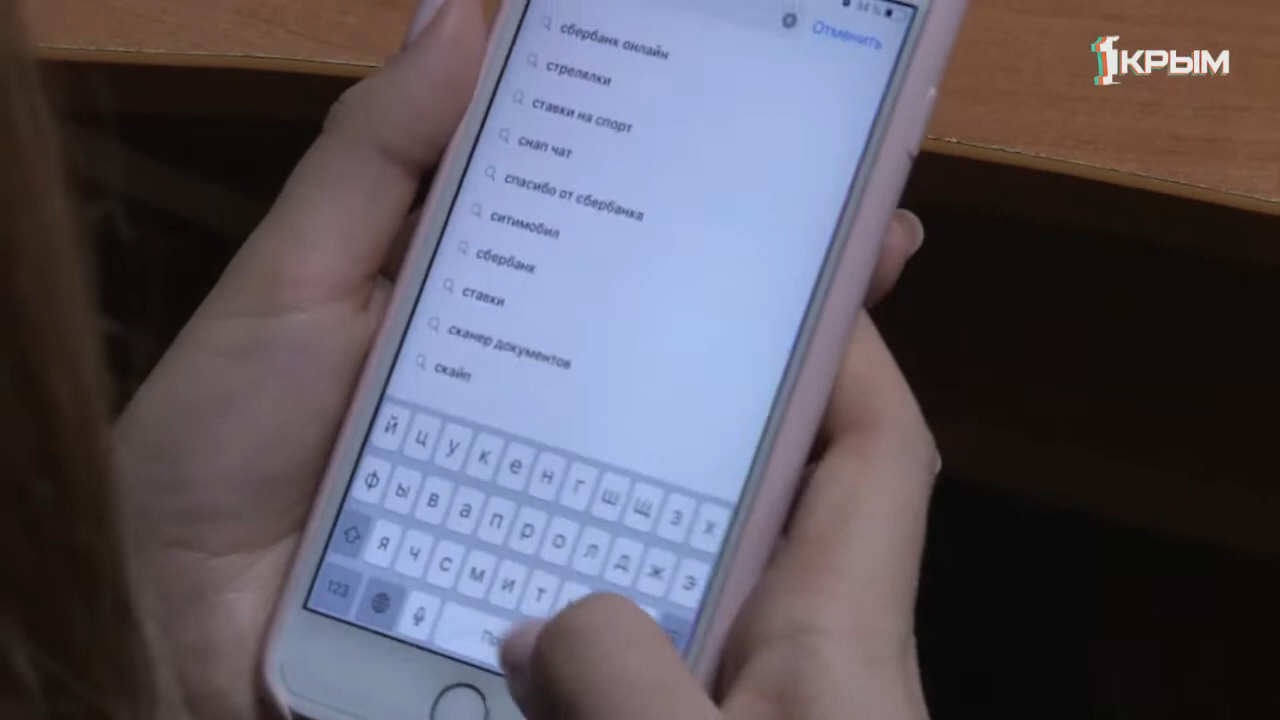 34 %
Отменить
1КРЫМ
сбербанк онлайн
стрелялки
ставки на спорт
снап чат
спасибо от сбербанка
ситимобил
сбербанк
ставки
сканер документов
скайп
й ц у к е н г ш щ з х
ф ы в а п р о л д ж э
я ч с м и т
123